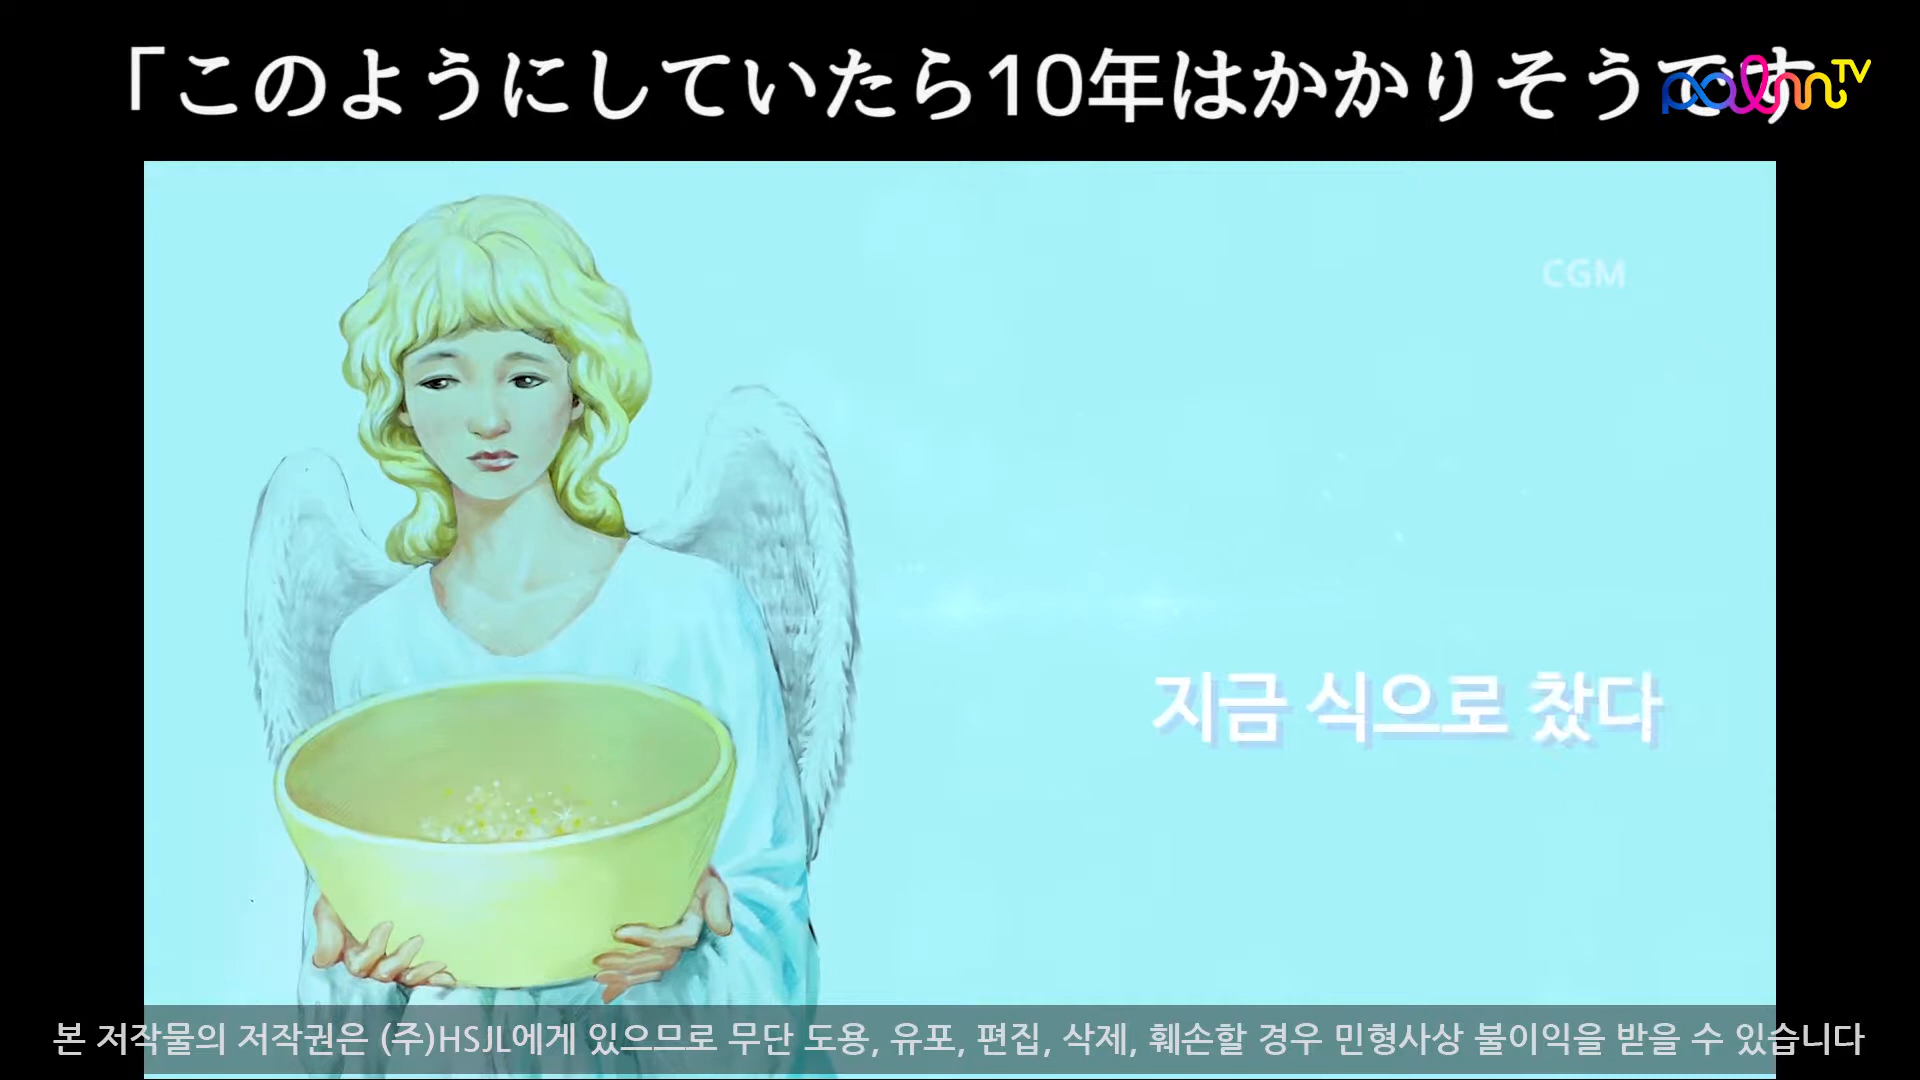 「このようにしていたら10年はかかりそうです
palm TV
CGM
지금 식으로 찼다
본 저작물의 저작권은 (주)HSJL에게 있으므로 무단 도용, 유포, 편집, 삭제, 훼손할 경우 민형사상 불이익을 받을 수 있습니다